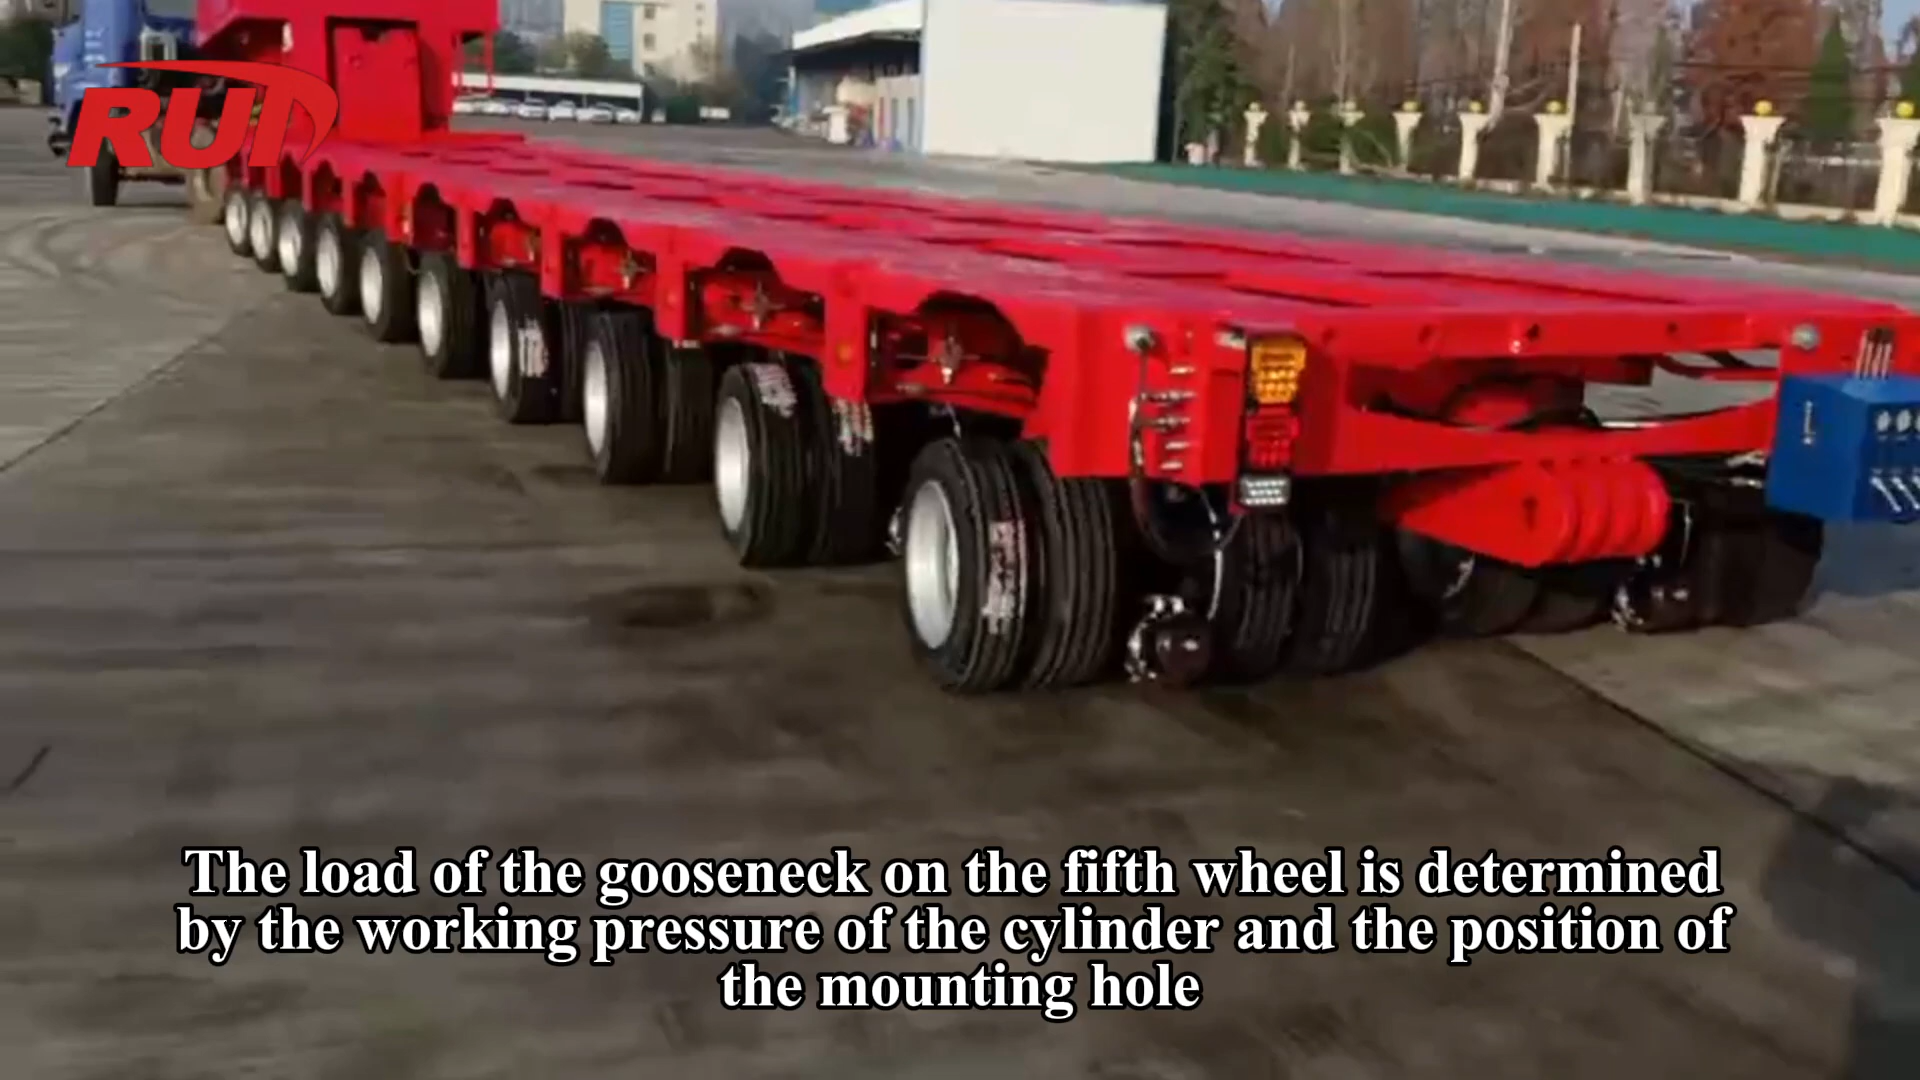 RUI
The load of the gooseneck on the fifth wheel is determined
by the working pressure of the cylinder and the position of
the mounting hole